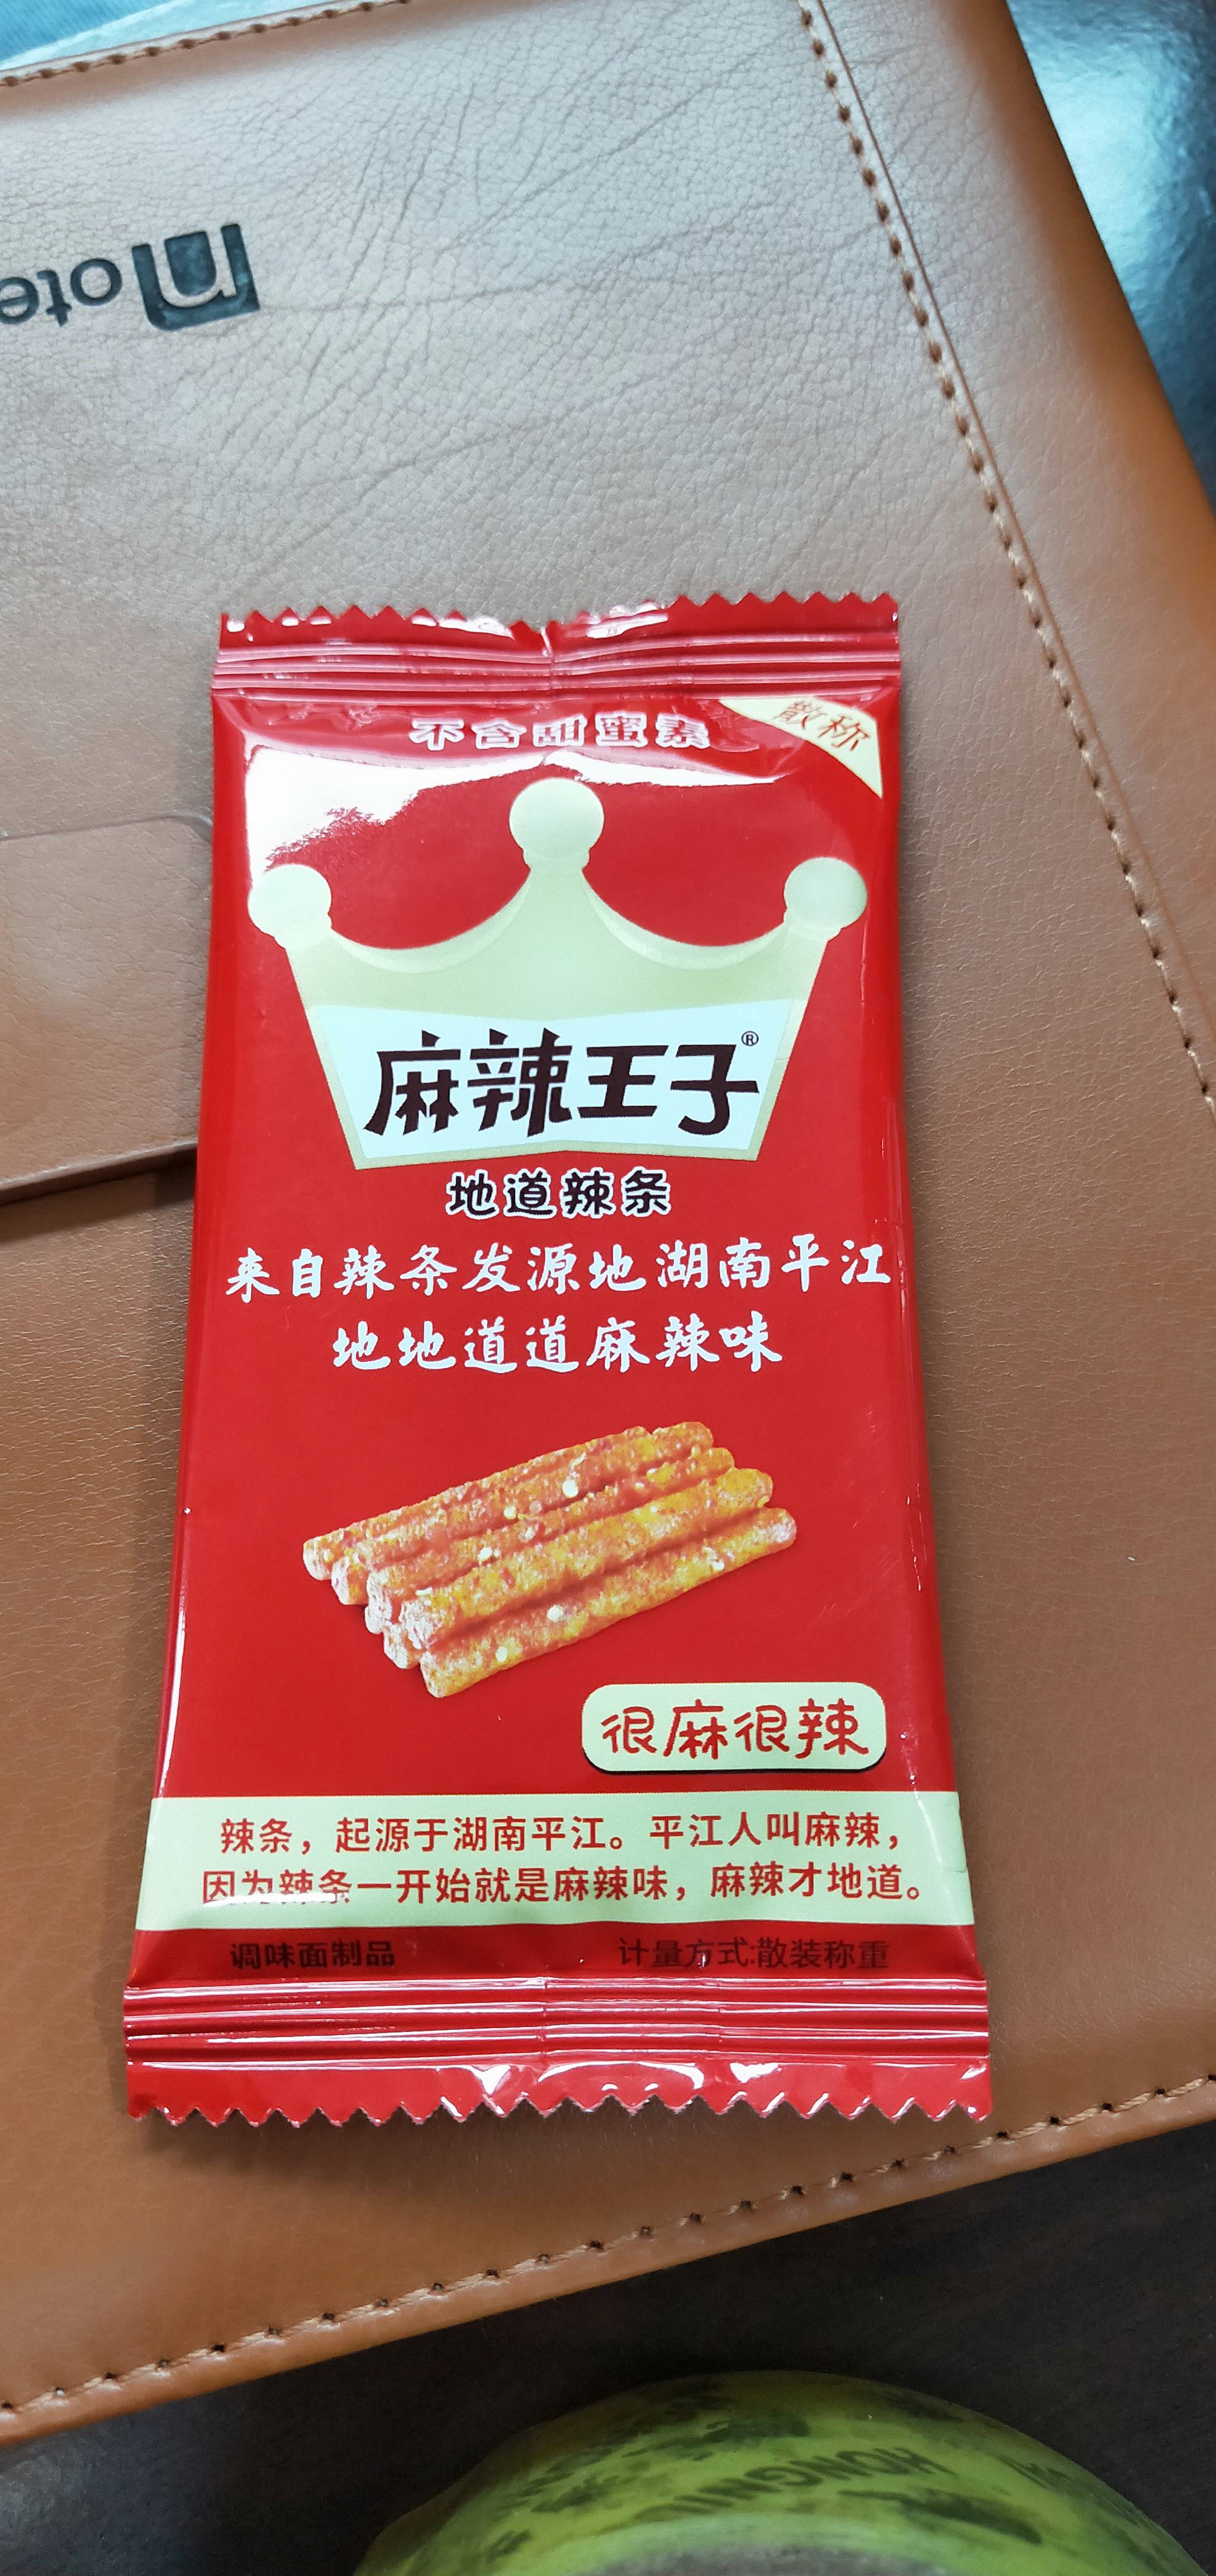 note
不含甜蜜素
散称
麻辣王子®
地道辣条
来自辣条发源地湖南平江
地地道道麻辣味
很麻很辣
辣条，起源于湖南平江。平江人叫麻辣，
因为辣条一开始就是麻辣味，麻辣才地道。
调味面制品
计量方式:散装称重